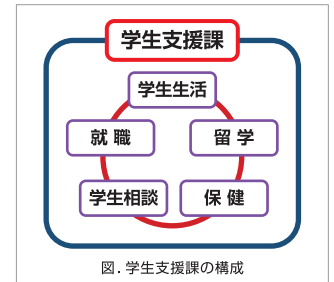 学生支援課
学生生活
就 職
留 学
学生相談
保 健
図. 学生支援課の構成